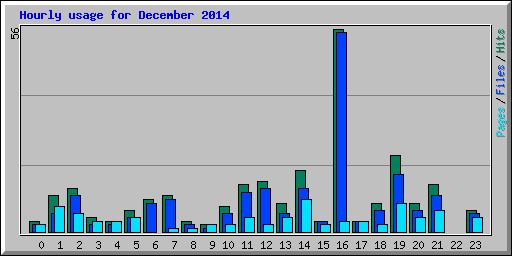 Hourly usage for December 2014
56
Pages/Files/Hits
0 1 2 3 4 5 6 7 8 9 10 11 12 13 14 15 16 17 18 19 20 21 22 23